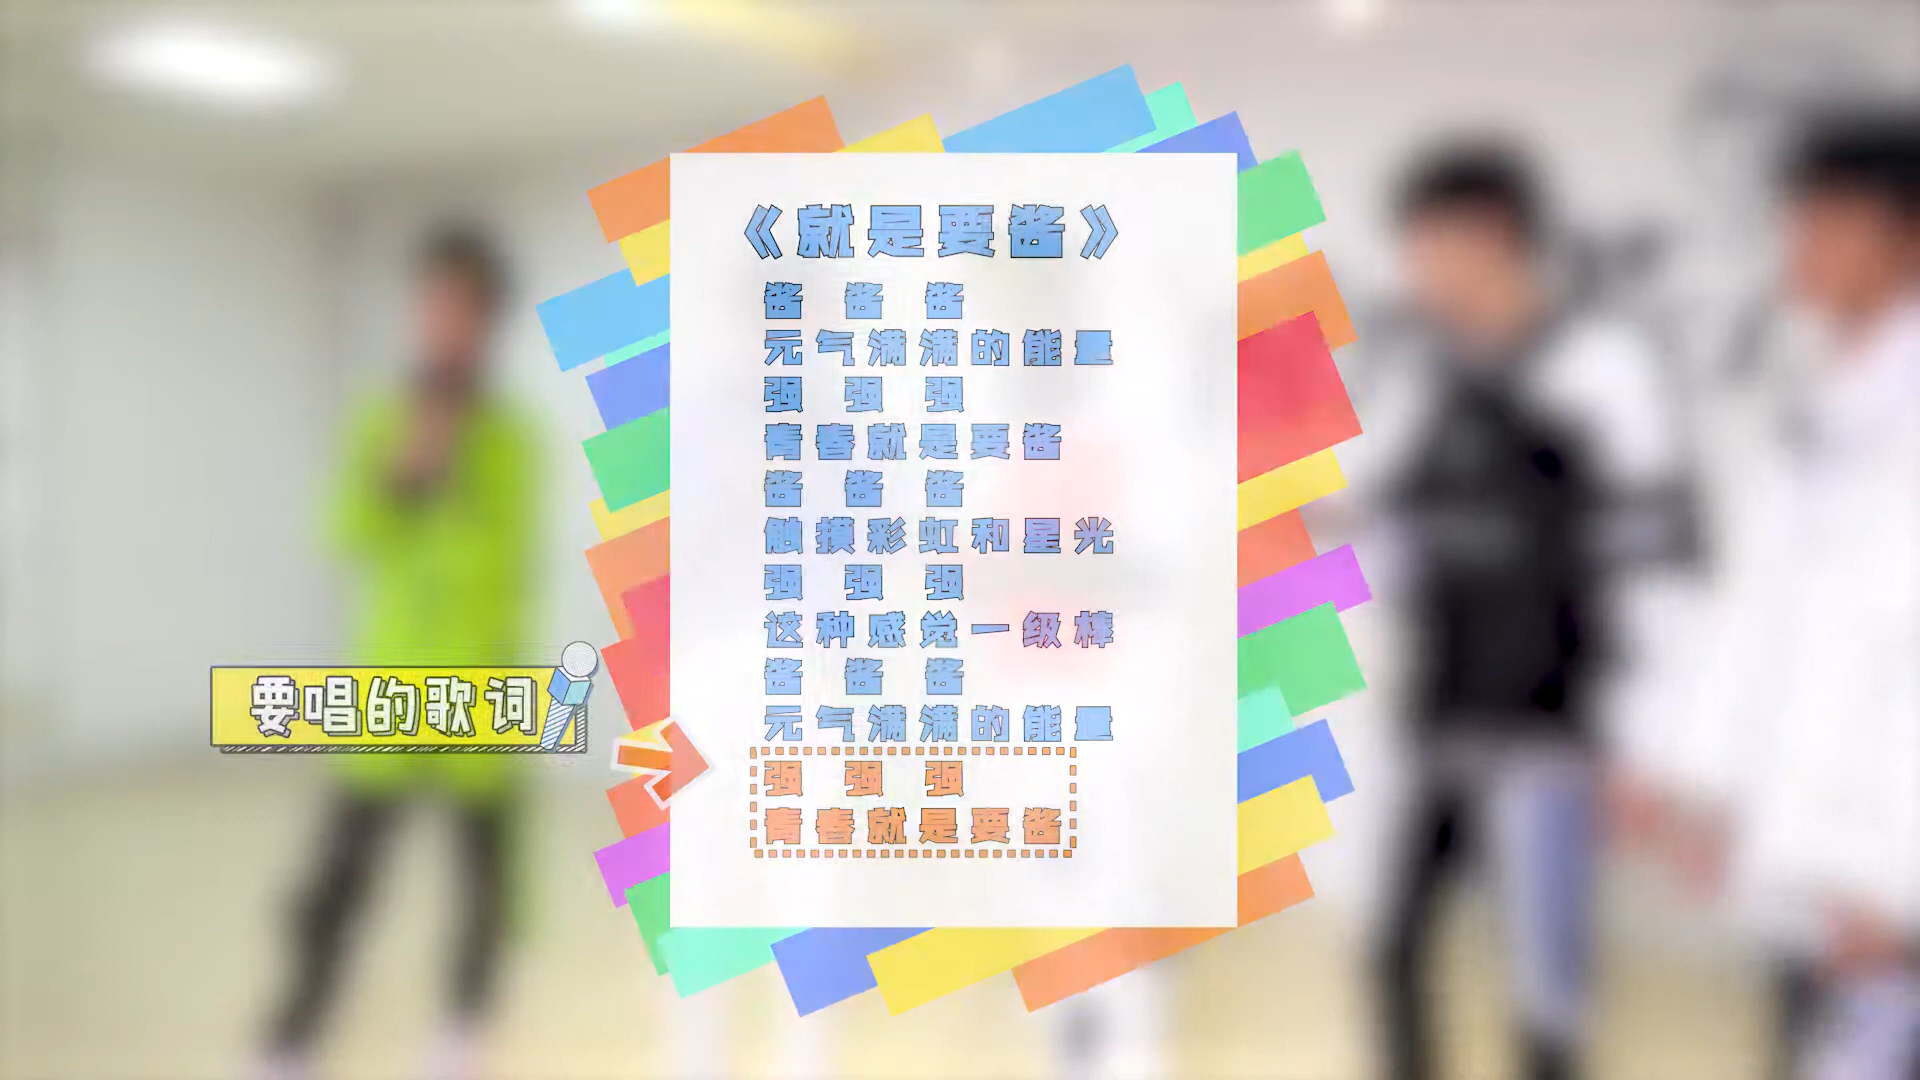 《就是要酱》
酱 酱 酱
元气满满的能量
强 强 强
青春就是要酱
酱 酱 酱
触摸彩虹和星光
强 强 强
这种感觉一级棒
酱 酱 酱
元气满满的能量
强 强 强
青春就是要酱
要唱的歌词